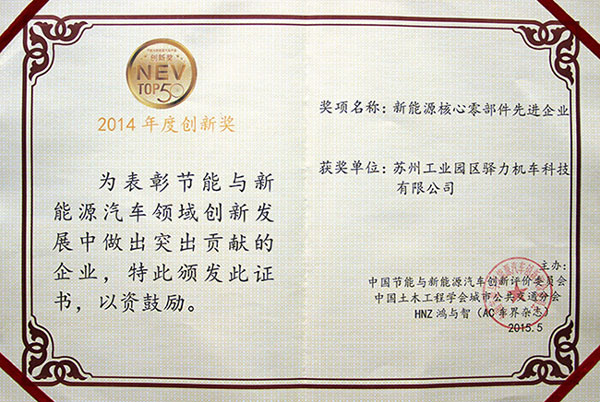 创新奖
NEV
TOP50
2014年度创新奖
为表彰节能与新
能源汽车领域创新发
展中做出突出贡献的
企业，特此颁发此证
书，以资鼓励。
奖项名称：新能源核心零部件先进企业
获奖单位：苏州工业园区驿力机车科技
有限公司
主办：
中国节能与新能源汽车创新评价委员会
中国土木工程学会城市公共交通分会
HNZ 鸿与智（AC车界杂志）
2015.5